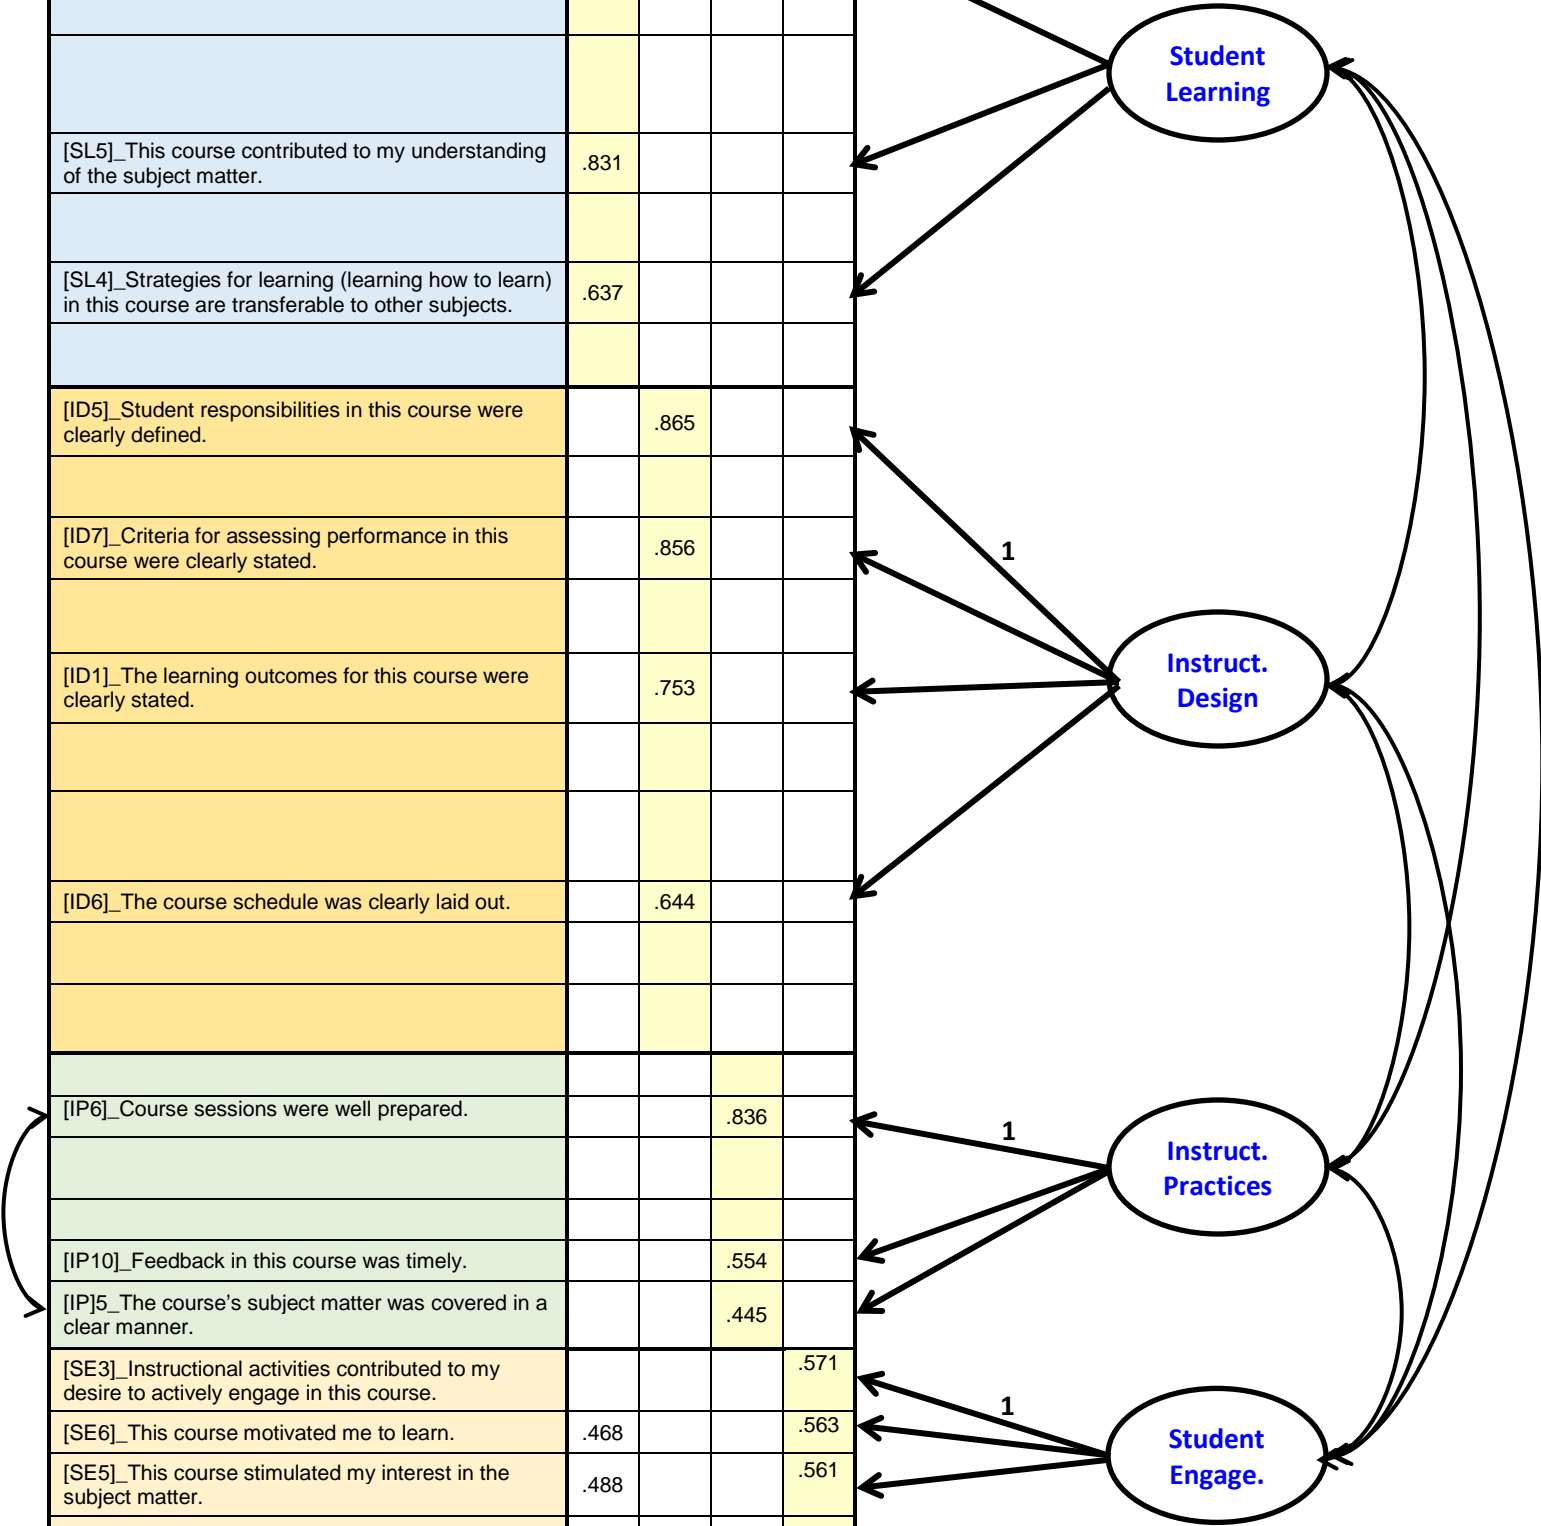 Student
Learning
[SL5]_This course contributed to my understanding
of the subject matter.
.831
[SL4]_Strategies for learning (learning how to learn)
in this course are transferable to other subjects.
.637
[ID5]_Student responsibilities in this course were
clearly defined.
.865
[ID7]_Criteria for assessing performance in this
course were clearly stated.
.856
1
[ID1]_The learning outcomes for this course were
clearly stated.
.753
Instruct.
Design
[ID6]_The course schedule was clearly laid out.
.644
[IP6]_Course sessions were well prepared.
.836
1
Instruct.
Practices
[IP10]_Feedback in this course was timely.
.554
[IP]5_The course’s subject matter was covered in a
clear manner.
.445
[SE3]_Instructional activities contributed to my
desire to actively engage in this course.
.571
1
[SE6]_This course motivated me to learn.
.468
.563
[SE5]_This course stimulated my interest in the
subject matter.
.488
.561
Student
Engage.